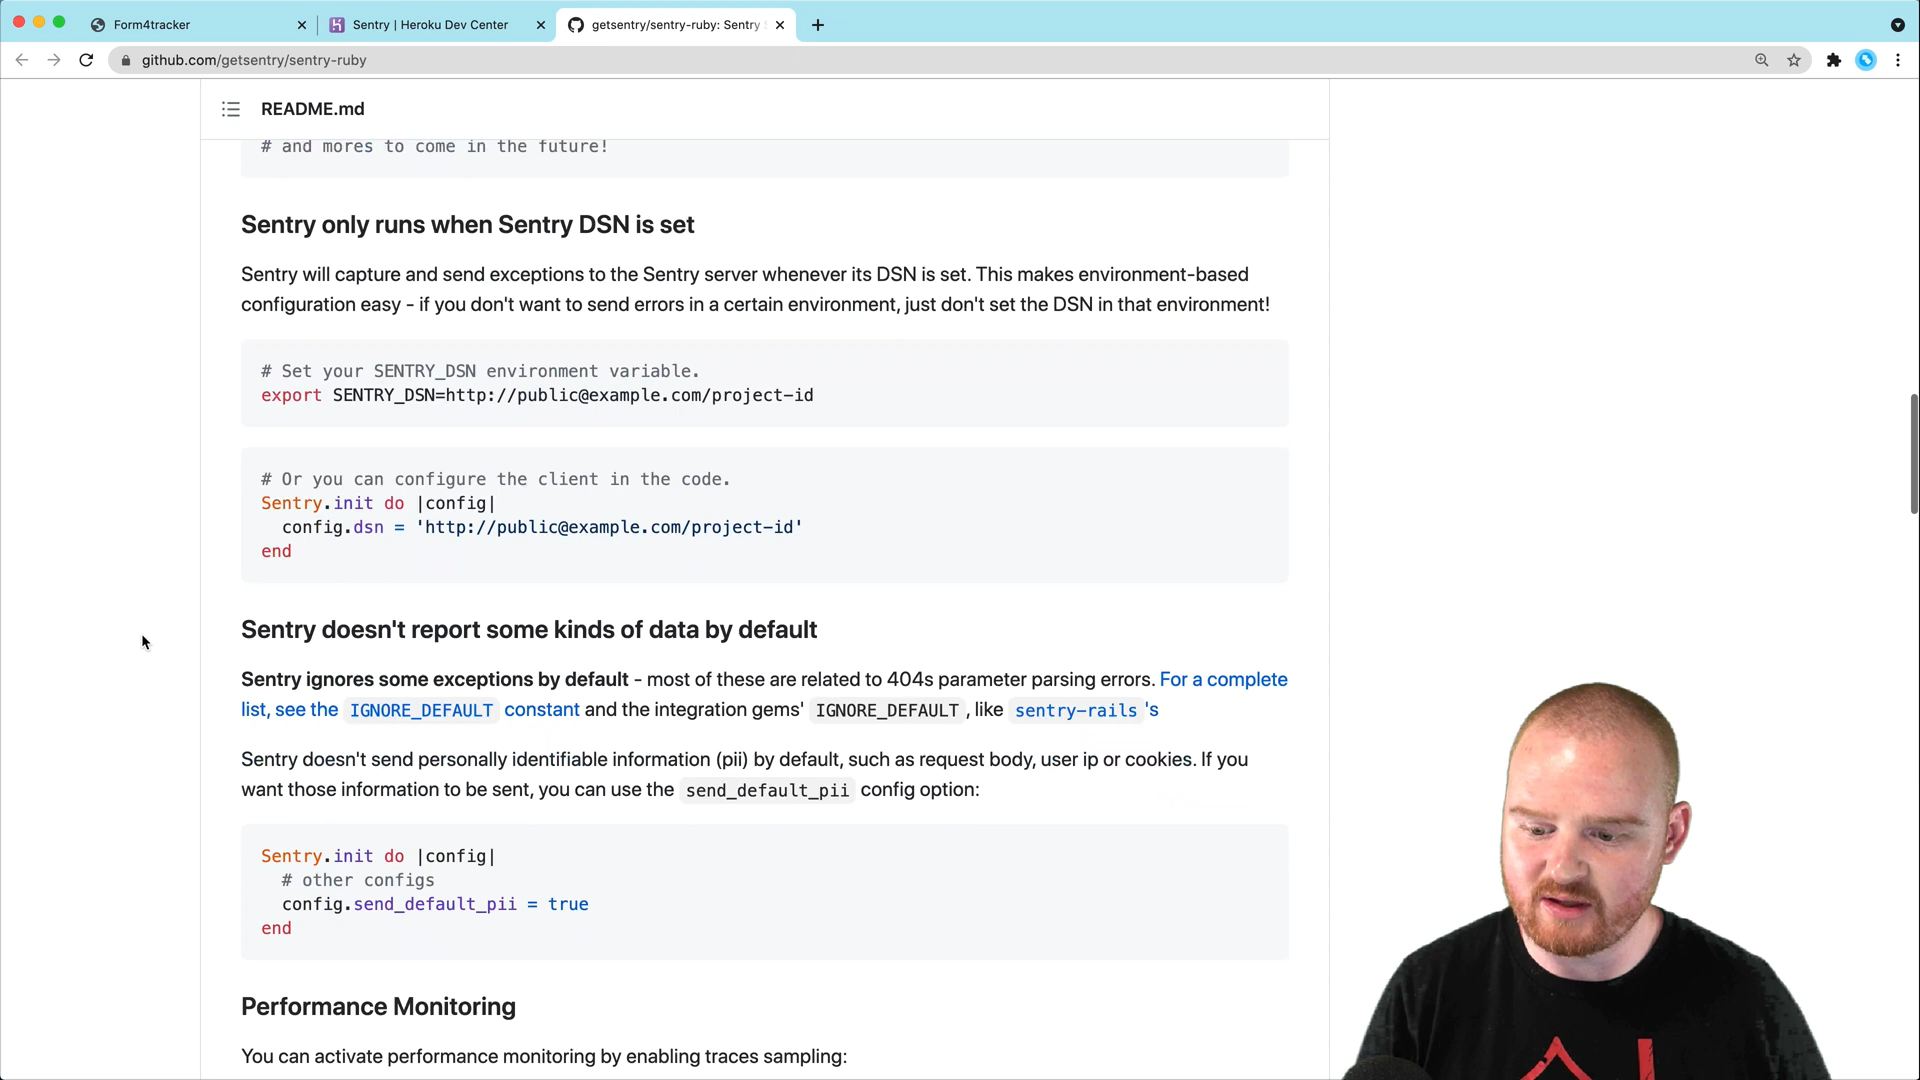 Form4tracker
Sentry | Heroku Dev Center
getsentry/sentry-ruby: Sentry
github.com/getsentry/sentry-ruby
README.md
# and mores to come in the future!
Sentry only runs when Sentry DSN is set
Sentry will capture and send exceptions to the Sentry server whenever its DSN is set. This makes environment-based
configuration easy - if you don't want to send errors in a certain environment, just don't set the DSN in that environment!
# Set your SENTRY_DSN environment variable.
export SENTRY_DSN=http://public@example.com/project-id
# Or you can configure the client in the code.
Sentry.init do |config|
config.dsn = 'http://public@example.com/project-id'
end
Sentry doesn't report some kinds of data by default
Sentry ignores some exceptions by default - most of these are related to 404s parameter parsing errors. For a complete
list, see the IGNORE_DEFAULT constant and the integration gems' IGNORE_DEFAULT , like sentry-rails 's
Sentry doesn't send personally identifiable information (pii) by default, such as request body, user ip or cookies. If you
want those information to be sent, you can use the send_default_pii config option:
Sentry.init do |config|
# other configs
config.send_default_pii = true
end
Performance Monitoring
You can activate performance monitoring by enabling traces sampling: